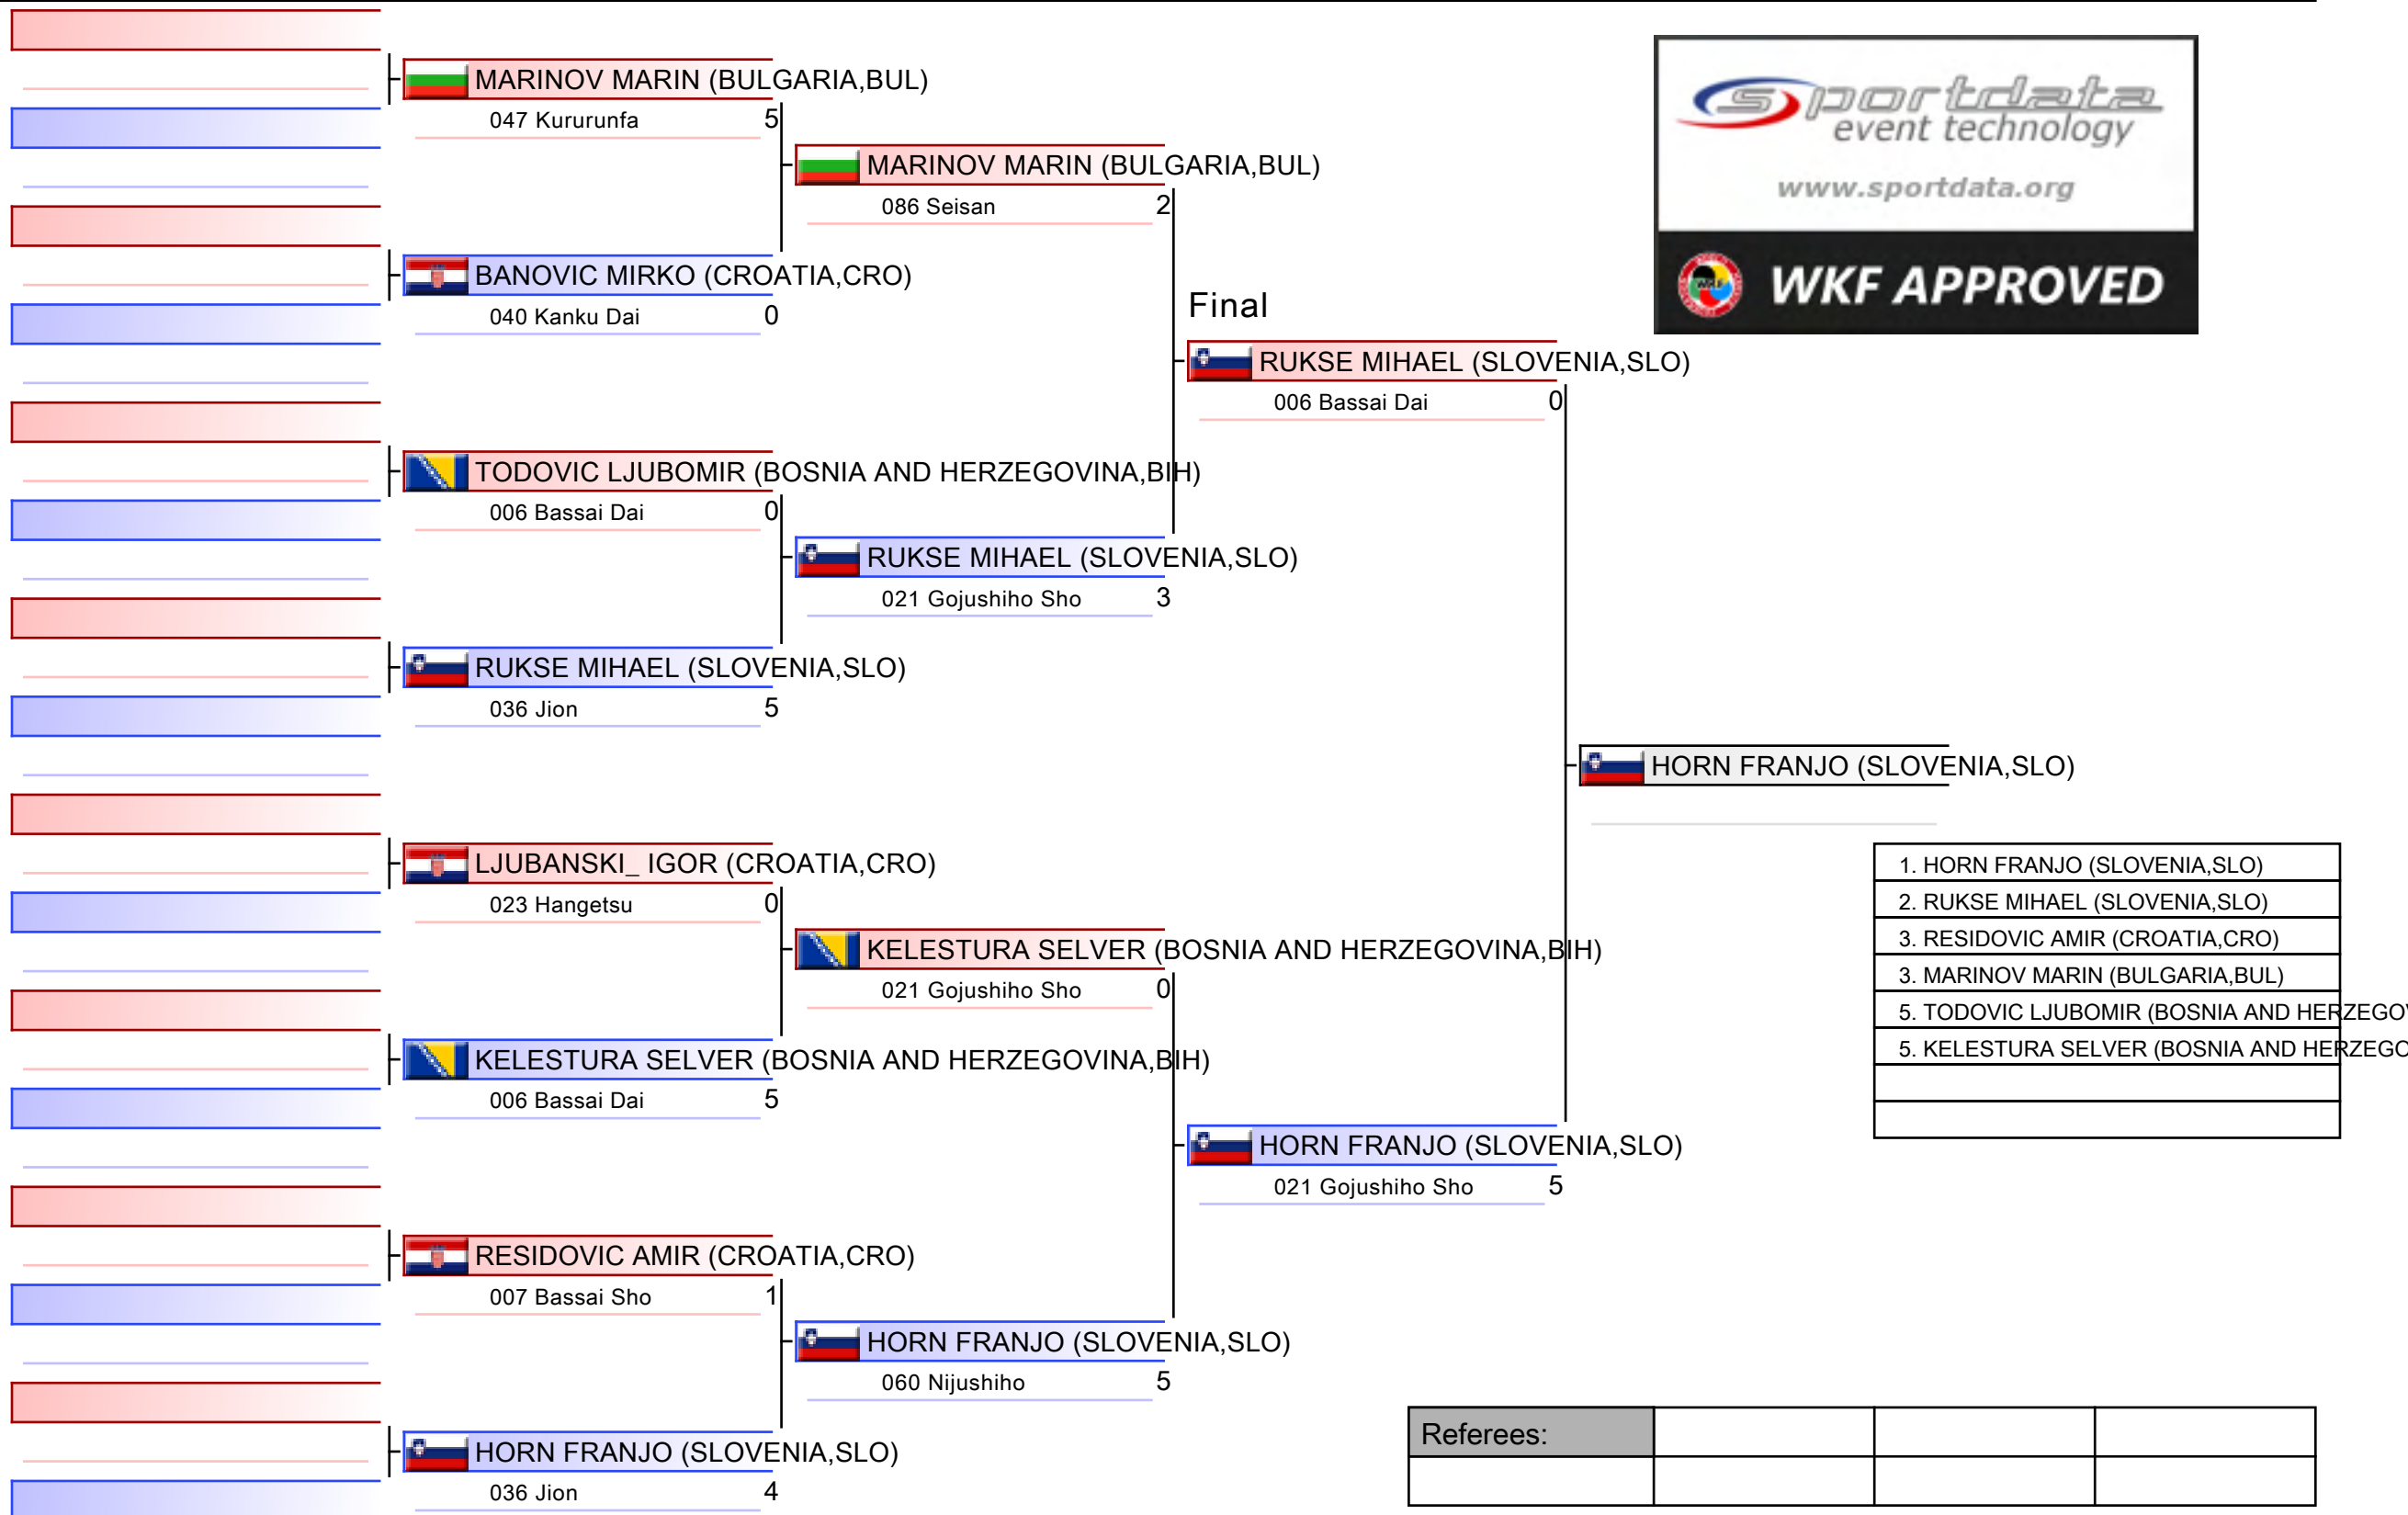 MARINOV MARIN (BULGARIA,BUL)
047 Kururunfa 5
MARINOV MARIN (BULGARIA,BUL)
086 Seisan 2
BANOVIC MIRKO (CROATIA,CRO)
040 Kanku Dai 0
Final
RUKSE MIHAEL (SLOVENIA,SLO)
006 Bassai Dai 0
TODOVIC LJUBOMIR (BOSNIA AND HERZEGOVINA,BIH)
006 Bassai Dai 0
RUKSE MIHAEL (SLOVENIA,SLO)
021 Gojushiho Sho 3
RUKSE MIHAEL (SLOVENIA,SLO)
036 Jion 5
HORN FRANJO (SLOVENIA,SLO)
LJUBANSKI_ IGOR (CROATIA,CRO)
023 Hangetsu 0
KELESTURA SELVER (BOSNIA AND HERZEGOVINA,BIH)
021 Gojushiho Sho 0
KELESTURA SELVER (BOSNIA AND HERZEGOVINA,BIH)
006 Bassai Dai 5
HORN FRANJO (SLOVENIA,SLO)
021 Gojushiho Sho 5
RESIDOVIC AMIR (CROATIA,CRO)
007 Bassai Sho 1
HORN FRANJO (SLOVENIA,SLO)
060 Nijushiho 5
HORN FRANJO (SLOVENIA,SLO)
036 Jion 4
sportdata
event technology
www.sportdata.org
WKF
WKF APPROVED
1. HORN FRANJO (SLOVENIA,SLO)
2. RUKSE MIHAEL (SLOVENIA,SLO)
3. RESIDOVIC AMIR (CROATIA,CRO)
3. MARINOV MARIN (BULGARIA,BUL)
5. TODOVIC LJUBOMIR (BOSNIA AND HERZEGOV
5. KELESTURA SELVER (BOSNIA AND HERZEGO
Referees: